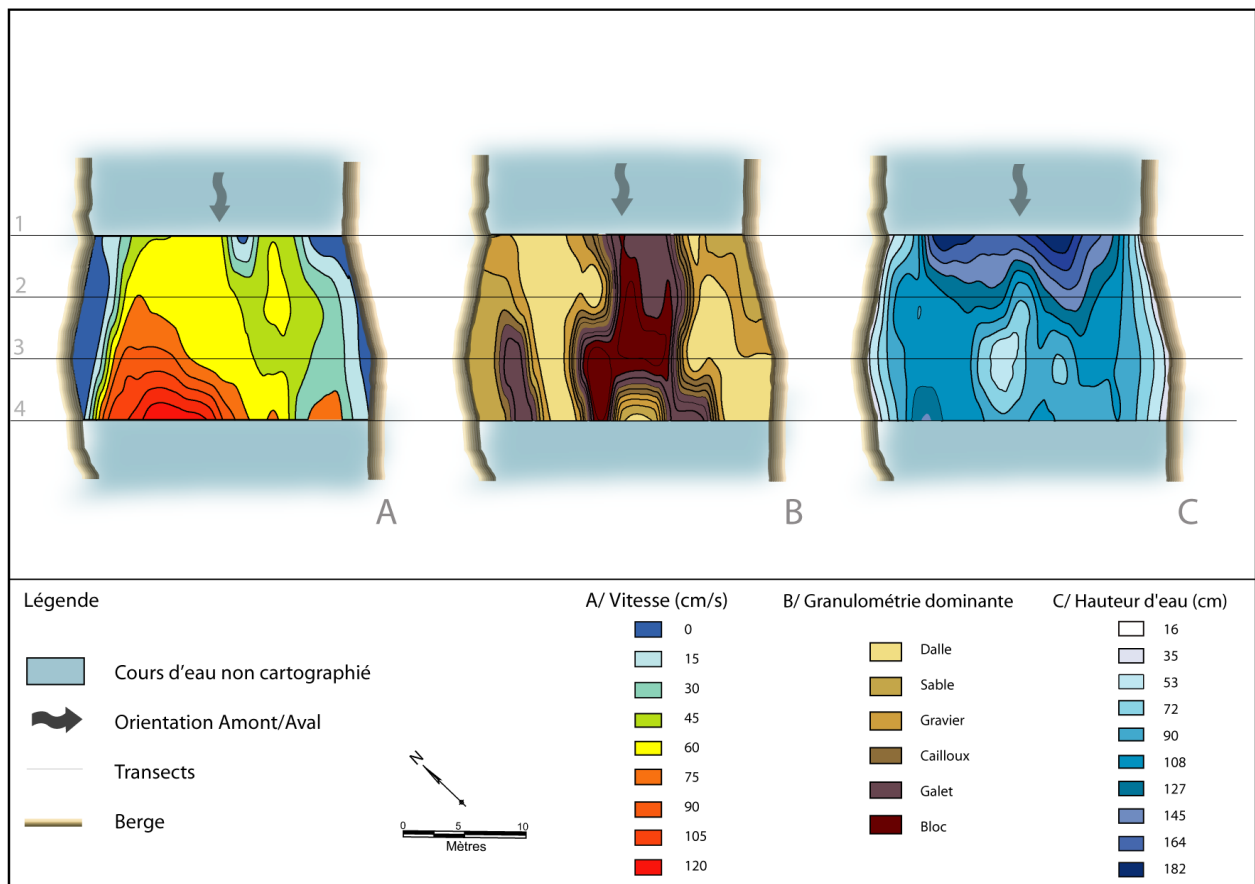 1
2
3
4
A
B
C
Légende
Cours d'eau non cartographié
Orientation Amont/Aval
Transects
Berge
N
0 5 10
Mètres
A/ Vitesse (cm/s)
0
15
30
45
60
75
90
105
120
B/ Granulométrie dominante
Dalle
Sable
Gravier
Cailloux
Galet
Bloc
C/ Hauteur d'eau (cm)
16
35
53
72
90
108
127
145
164
182